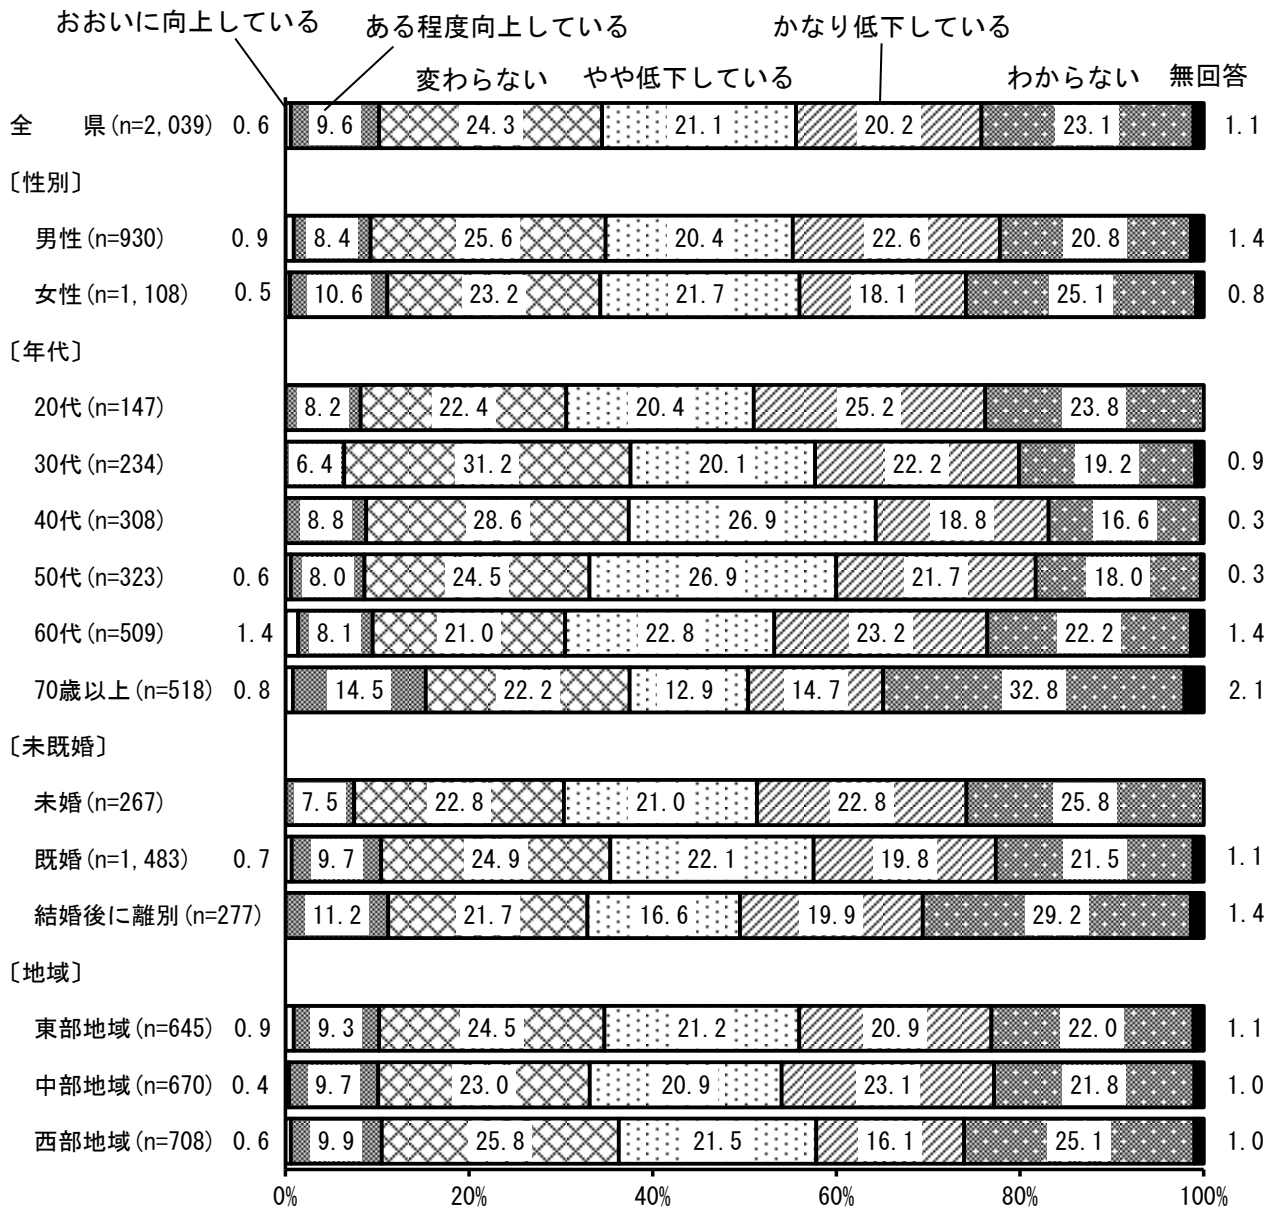 おおいに向上している ある程度向上している かなり低下している
変わらない やや低下している わからない 無回答
全　　県(n=2,039) 0.6 9.6 24.3 21.1 20.2 23.1 1.1
〔性別〕
男性(n=930) 0.9 8.4 25.6 20.4 22.6 20.8 1.4
女性(n=1,108) 0.5 10.6 23.2 21.7 18.1 25.1 0.8
〔年代〕
20代(n=147) 8.2 22.4 20.4 25.2 23.8
30代(n=234) 6.4 31.2 20.1 22.2 19.2 0.9
40代(n=308) 8.8 28.6 26.9 18.8 16.6 0.3
50代(n=323) 0.6 8.0 24.5 26.9 21.7 18.0 0.3
60代(n=509) 1.4 8.1 21.0 22.8 23.2 22.2 1.4
70歳以上(n=518) 0.8 14.5 22.2 12.9 14.7 32.8 2.1
〔未既婚〕
未婚(n=267) 7.5 22.8 21.0 22.8 25.8
既婚(n=1,483) 0.7 9.7 24.9 22.1 19.8 21.5 1.1
結婚後に離別(n=277) 11.2 21.7 16.6 19.9 29.2 1.4
〔地域〕
東部地域(n=645) 0.9 9.3 24.5 21.2 20.9 22.0 1.1
中部地域(n=670) 0.4 9.7 23.0 20.9 23.1 21.8 1.0
西部地域(n=708) 0.6 9.9 25.8 21.5 16.1 25.1 1.0
0% 20% 40% 60% 80% 100%